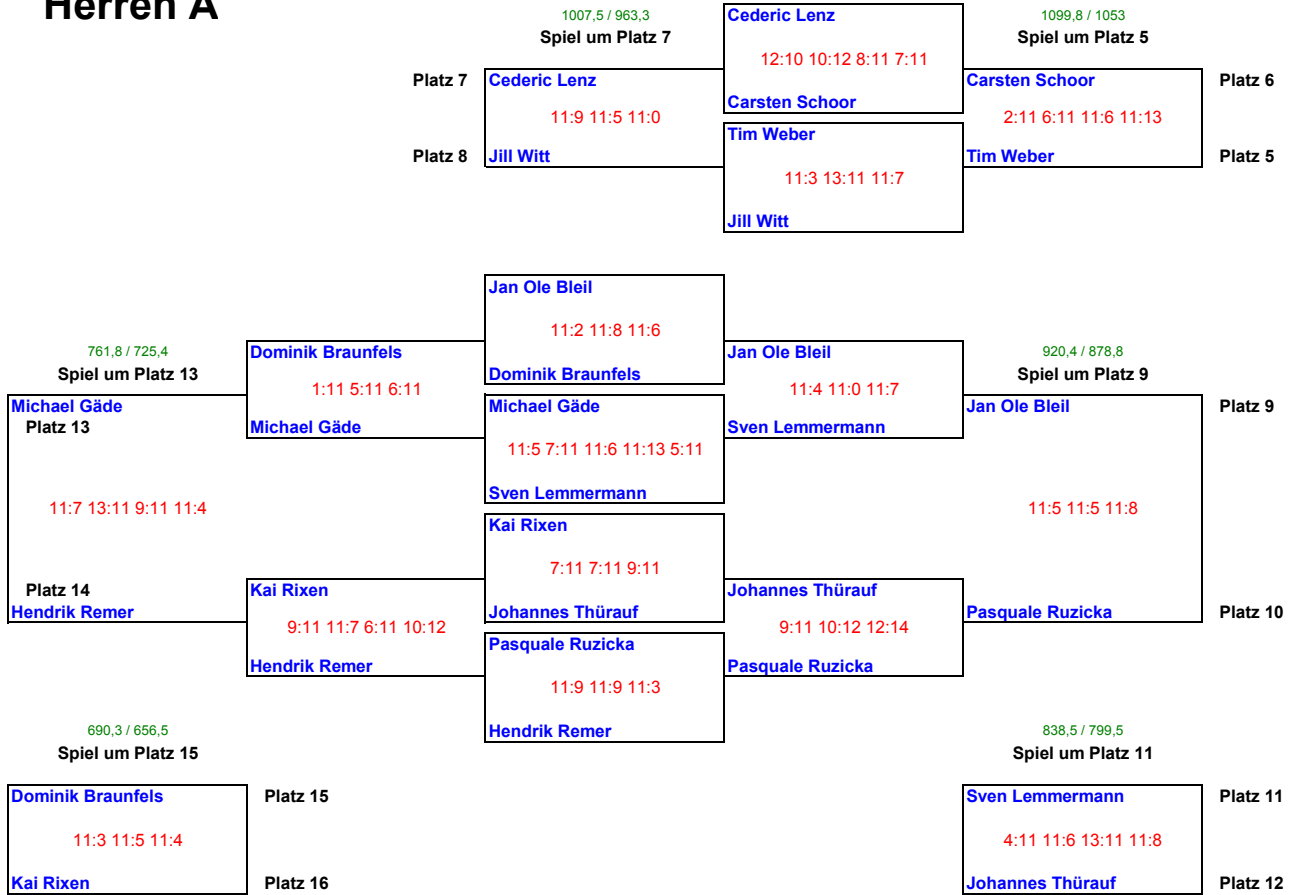 Herren A
1007,5 / 963,3
Spiel um Platz 7
Cederic Lenz
1099,8 / 1053
Spiel um Platz 5
12:10 10:12 8:11 7:11
Platz 7
Cederic Lenz
Carsten Schoor
Platz 6
Carsten Schoor
11:9 11:5 11:0
2:11 6:11 11:6 11:13
Tim Weber
Platz 8
Jill Witt
Tim Weber
Platz 5
11:3 13:11 11:7
Jill Witt
Jan Ole Bleil
11:2 11:8 11:6
761,8 / 725,4
Spiel um Platz 13
Dominik Braunfels
Jan Ole Bleil
920,4 / 878,8
Spiel um Platz 9
Dominik Braunfels
1:11 5:11 6:11
11:4 11:0 11:7
Michael Gäde
Michael Gäde
Jan Ole Bleil
Platz 9
Platz 13
Michael Gäde
Sven Lemmermann
11:5 7:11 11:6 11:13 5:11
Sven Lemmermann
11:7 13:11 9:11 11:4
11:5 11:5 11:8
Kai Rixen
7:11 7:11 9:11
Platz 14
Kai Rixen
Johannes Thürauf
Hendrik Remer
Johannes Thürauf
Pasquale Ruzicka
Platz 10
9:11 11:7 6:11 10:12
9:11 10:12 12:14
Pasquale Ruzicka
Hendrik Remer
Pasquale Ruzicka
11:9 11:9 11:3
690,3 / 656,5
Spiel um Platz 15
Hendrik Remer
838,5 / 799,5
Spiel um Platz 11
Dominik Braunfels
Platz 15
Sven Lemmermann
Platz 11
11:3 11:5 11:4
4:11 11:6 13:11 11:8
Kai Rixen
Platz 16
Johannes Thürauf
Platz 12